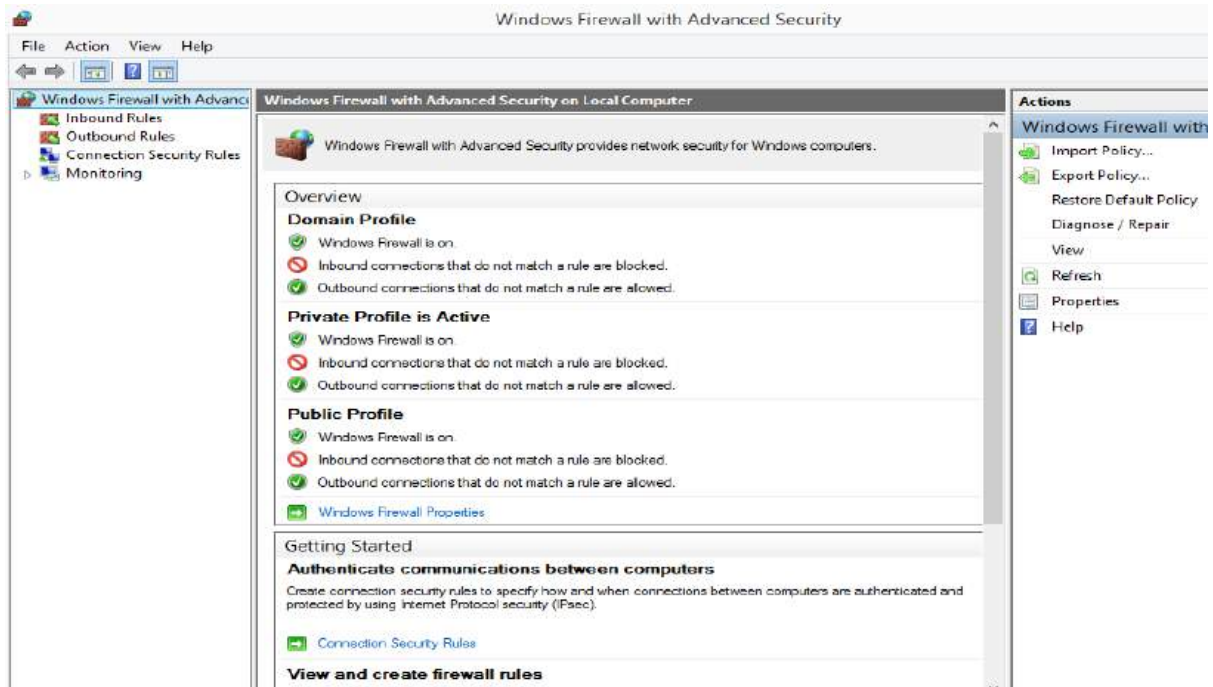 Windows Firewall with Advanced Security
File Action View Help
Windows Firewall with Advance
Inbound Rules
Outbound Rules
Connection Security Rules
Monitoring
Windows Firewall with Advanced Security on Local Computer
Windows Firewall with Advanced Security provides network security for Windows computers.
Overview
Domain Profile
Windows Firewall is on.
Inbound connections that do not match a rule are blocked.
Outbound connections that do not match a rule are allowed.
Private Profile is Active
Windows Firewall is on.
Inbound connections that do not match a rule are blocked.
Outbound connections that do not match a rule are allowed.
Public Profile
Windows Firewall is on.
Inbound connections that do not match a rule are blocked.
Outbound connections that do not match a rule are allowed.
Windows Firewall Properties
Getting Started
Authenticate communications between computers
Create connection security rules to specify how and when connections between computers are authenticated and
protected by using Internet Protocol security (IPsec).
Connection Security Rules
View and create firewall rules
Actions
Windows Firewall with
Import Policy...
Export Policy...
Restore Default Policy
Diagnose / Repair
View
Refresh
Properties
Help